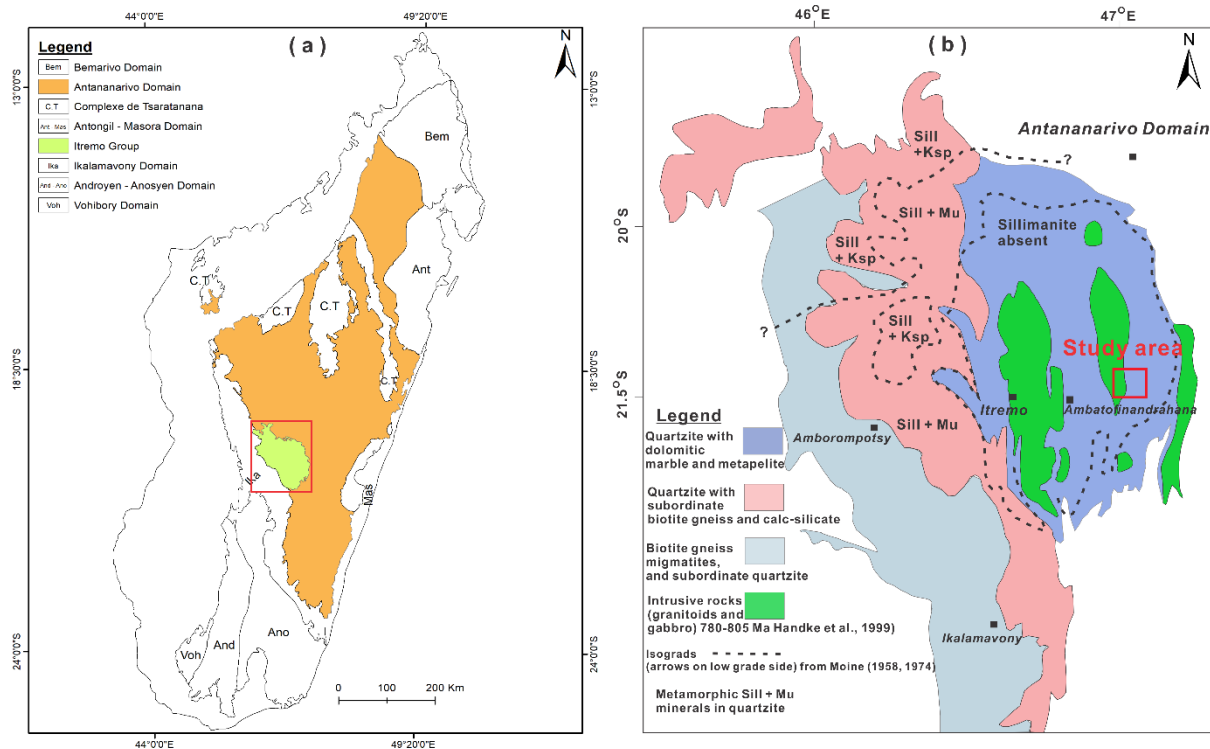 44°0'0"E
49°20'0"E
(a)
N
Legend
Bem Bemarivo Domain
Antananarivo Domain
C.T Complexe de Tsaratanana
Ant Mas Antongil - Masora Domain
Itremo Group
Ika Ikalamavony Domain
And Ano Androyen - Anosyen Domain
Voh Vohibory Domain
13°0'0"S
13°0'0"S
Bem
Ant
C.T
C.T
C.T
C.T
18°30'0"S
18°30'0"S
Ika
Mas
Voh
And
Ano
24°0'0"S
24°0'0"S
0 100 200 Km
44°0'0"E
49°20'0"E
46°E
47°E
(b)
N
Antananarivo Domain
Sill
+Ksp
?
Sill + Mu
Sillimanite
absent
20°S
Sill
+ Ksp
?
Sill
+ Ksp
Study area
21.5°S
Itremo
Ambatofinandrahana
Amborompotsy
Sill + Mu
Legend
Quartzite with
dolomitic
marble and metapelite
Quartzite with
subordinate
biotite gneiss and calc-silicate
Biotite gneiss
migmatites,
and subordinate quartzite
Intrusive rocks
(granitoids and
gabbro) 780-805 Ma Handke et al., 1999)
Isograds
(arrows on low grade side) from Moine (1958, 1974)
Metamorphic Sill + Mu
minerals in quartzite
Ikalamavony